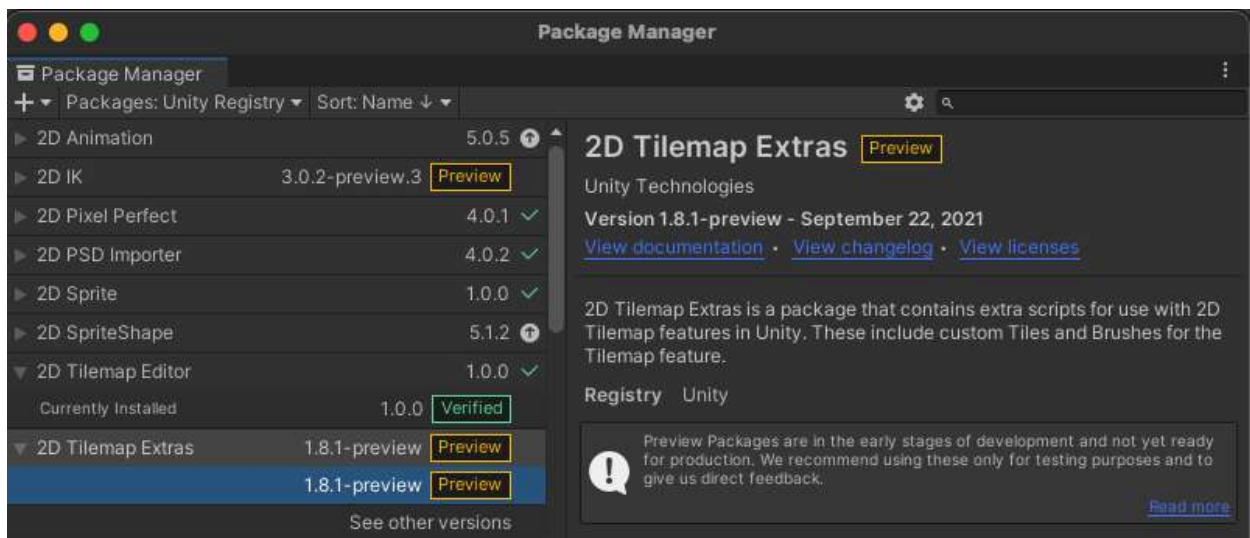 Package Manager
Package Manager
Packages: Unity Registry
Sort: Name ↓
2D Animation 5.0.5
2D IK 3.0.2-preview.3 Preview
2D Pixel Perfect 4.0.1
2D PSD Importer 4.0.2
2D Sprite 1.0.0
2D SpriteShape 5.1.2
2D Tilemap Editor 1.0.0
Currently Installed 1.0.0 Verified
2D Tilemap Extras 1.8.1-preview Preview
1.8.1-preview Preview
See other versions
2D Tilemap Extras Preview
Unity Technologies
Version 1.8.1-preview - September 22, 2021
View documentation • View changelog • View licenses
2D Tilemap Extras is a package that contains extra scripts for use with 2D
Tilemap features in Unity. These include custom Tiles and Brushes for the
Tilemap feature.
Registry Unity
Preview Packages are in the early stages of development and not yet ready
for production. We recommend using these only for testing purposes and to
give us direct feedback.
Read more